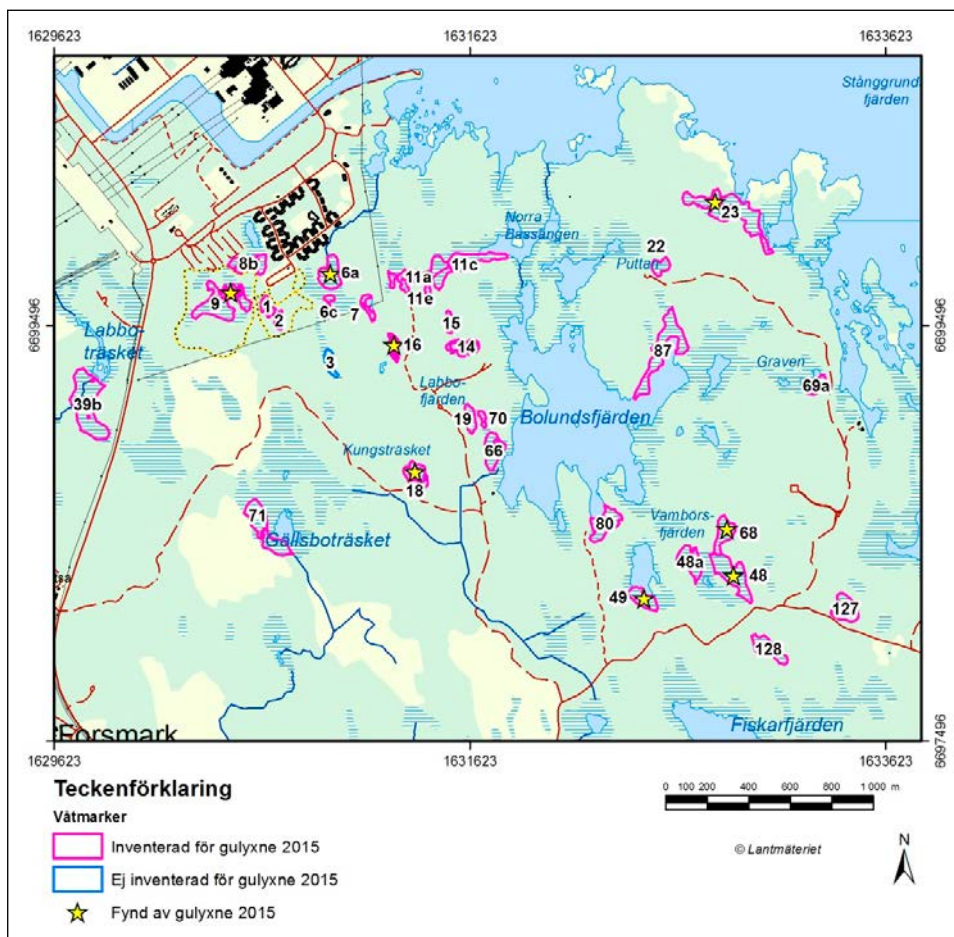 1629623
1631623
1633623
Stånggrund
fjärden
23
Norra
Bassängen
22
Puttan
8b
6a
11a
11c
11e
9
1
2
6c
7
15
6699496
6699496
Labbo-
träsket
3
16
14
87
Graven
69a
Labbo-
fjärden
39b
19
70
Bolundsfjärden
66
Kungsträsket
18
71
Gällsboträsket
80
Vambörs-
fjärden
68
48a
48
49
127
128
Fiskarfjärden
Forsmark
1629623
1631623
1633623
6697496
Teckenförklaring
Våtmarker
Inventerad för gulyxne 2015
Ej inventerad för gulyxne 2015
Fynd av gulyxne 2015
0 100 200 400 600 800 1 000 m
© Lantmäteriet
N